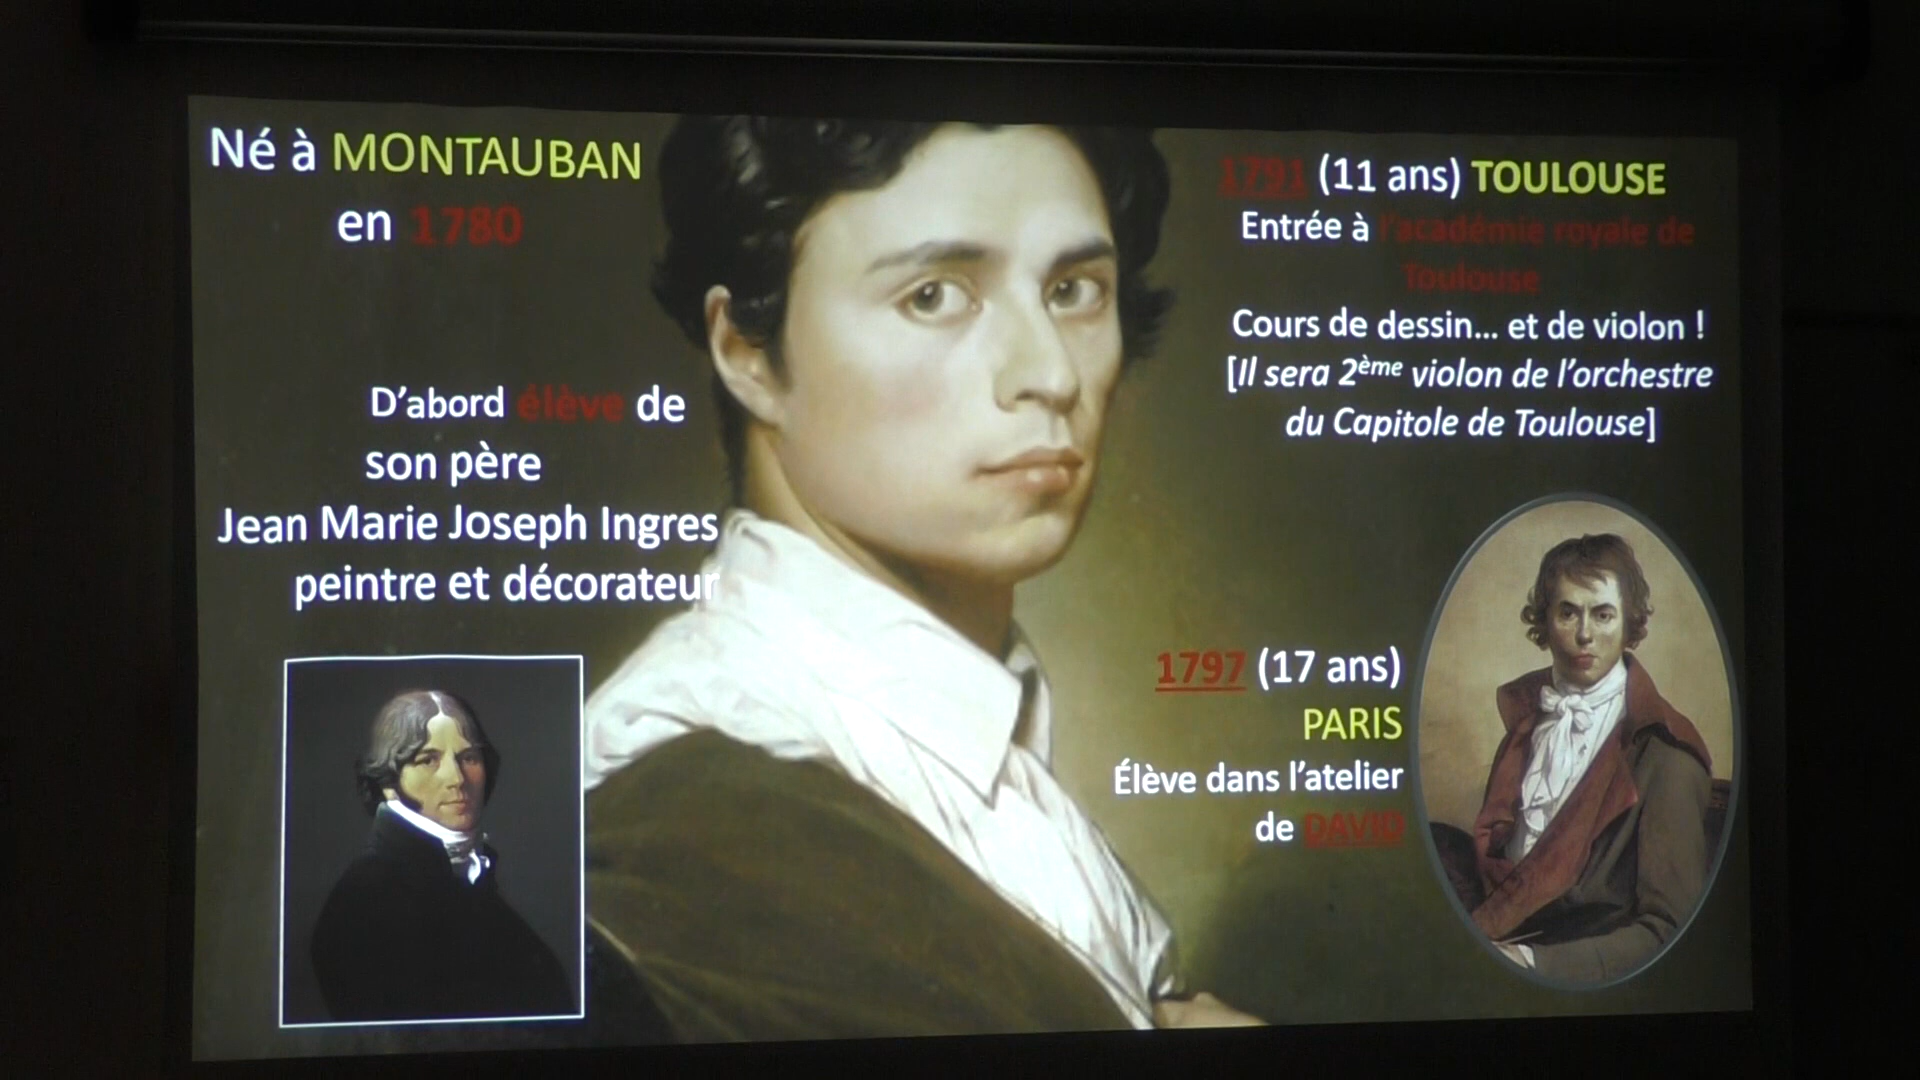 Né à MONTAUBAN
en 1780
D'abord élève de
son père
Jean Marie Joseph Ingres
peintre et décorateur
1791 (11 ans) TOULOUSE
Entrée à l'académie royale de
Toulouse
Cours de dessin... et de violon !
[Il sera 2ème violon de l'orchestre
du Capitole de Toulouse]
1797 (17 ans)
PARIS
Élève dans l'atelier
de DAVID